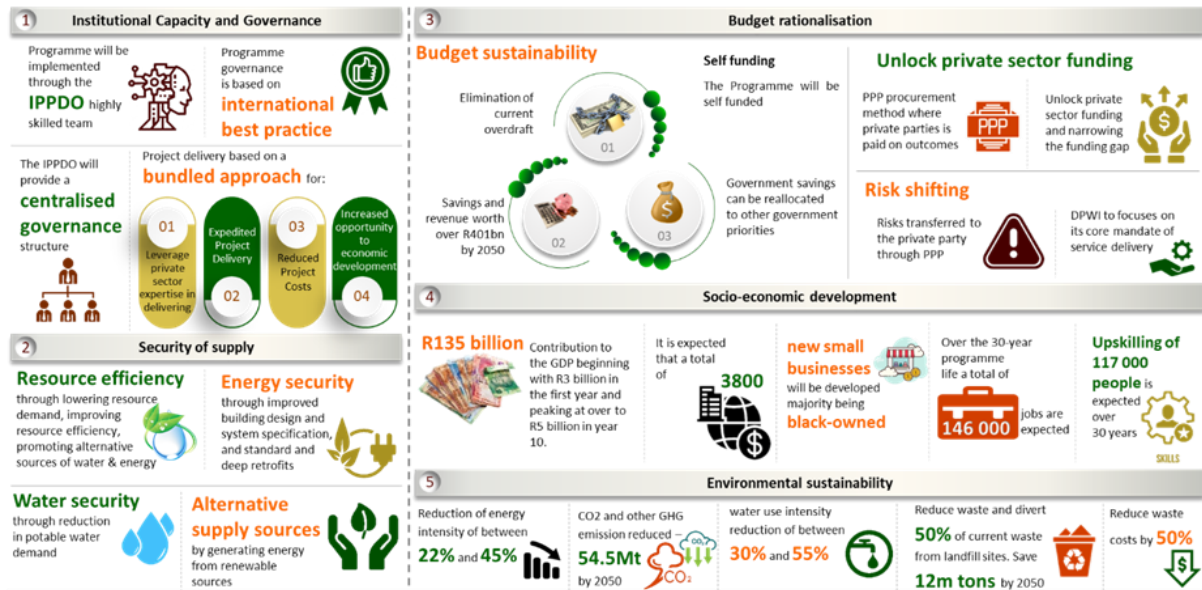 1
Institutional Capacity and Governance
Programme will be
implemented
through the
IPPDO highly
skilled team
Programme
governance
is based on
international
best practice
The IPPDO will
provide a
centralised
governance
structure
Project delivery based on a
bundled approach for:
01
Leverage
private
sector
expertise in
delivering
Expedited
Project
Delivery
02
03
Reduced
Project
Costs
Increased
opportunity
to
economic
development
04
2
Security of supply
Resource efficiency
through lowering resource
demand, improving
resource efficiency,
promoting alternative
sources of water & energy
Energy security
through improved
building design and
system specification,
and standard and
deep retrofits
Water security
through reduction
in potable water
demand
Alternative
supply sources
by generating energy
from renewable
sources
3
Budget rationalisation
Budget sustainability
Elimination of
current
overdraft
01
Savings and
revenue worth
over R401bn
by 2050
02
03
Self funding
The Programme will be
self funded
Government savings
can be reallocated
to other government
priorities
Unlock private sector funding
PPP procurement
method where
private parties is
paid on outcomes
PPP
Unlock private
sector funding
and narrowing
the funding gap
Risk shifting
Risks transferred to
the private party
through PPP
DPWI to focuses on
its core mandate of
service delivery
4
Socio-economic development
R135 billion
Contribution to
the GDP beginning
with R3 billion in
the first year and
peaking at over to
R5 billion in year
10.
It is expected
that a total
of
3800
new small
businesses
will be developed
majority being
black-owned
Over the 30-year
programme
life a total of
146 000
jobs are
expected
Upskilling of
117 000
people is
expected
over
30 years
SKILLS
5
Environmental sustainability
Reduction of energy
intensity of between
22% and 45%
CO2 and other GHG
emission reduced –
54.5Mt
by 2050
CO₂
CO₂
water use intensity
reduction of between
30% and 55%
Reduce waste and divert
50% of current waste
from landfill sites. Save
12m tons by 2050
Reduce waste
costs by 50%